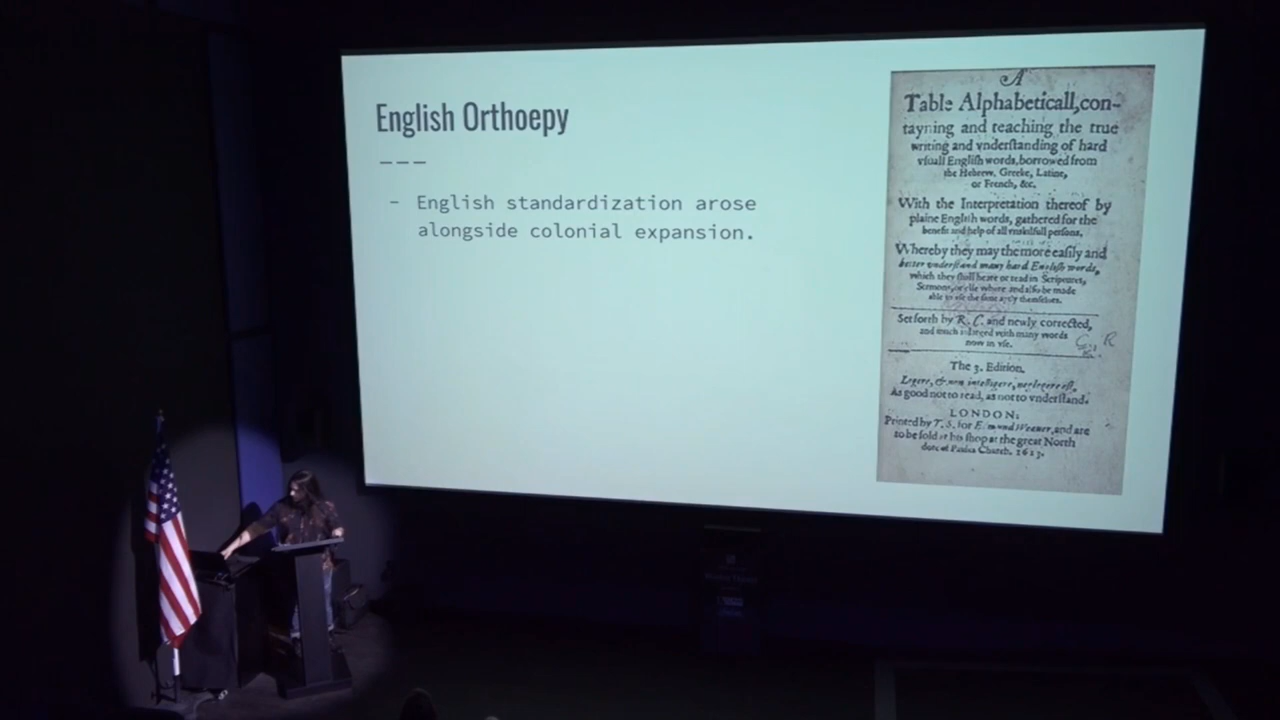 English Orthoepy
– English standardization arose
alongside colonial expansion.
A
Table Alphabeticall, con-
tayning and teaching the true
writing and vnderſtanding of hard
vſuall Engliſh words, borrowed from
the Hebrew, Greeke, Latine,
or French, &c.
With the Interpretation thereof by
plaine Engliſh words, gathered for the
benefit and help of all vnskilfull perſons,
Whereby they may the more eaſily and
better vnderſtand many hard Engliſh words,
which they ſhall heare or read in Scriptures,
Sermons, or elſe where and alſo be made
able to vſe the ſame aptly themſelues.
Set forth by R. C. and newly corrected,
and much inlarged with many words
now in vſe.
The 3. Edition.
Legere, & non intelligere, neglegere eſt,
As good not to read, as not to vnderſtand.
LONDON:
Printed by T. S. for Edmund Weauer, and are
to be ſold at his ſhop at the great North
dore of Paules Church. 1613.